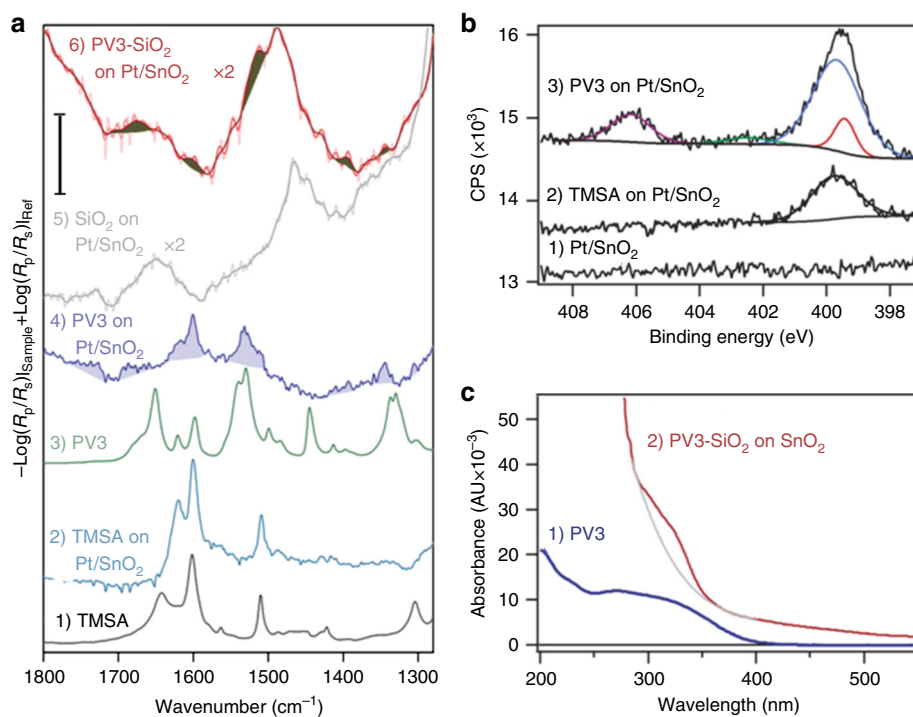 a
6) PV3-SiO₂
on Pt/SnO₂ ×2
5) SiO₂ on
Pt/SnO₂ ×2
4) PV3 on
Pt/SnO₂
3) PV3
2) TMSA on
Pt/SnO₂
1) TMSA
−Log(Rₚ/Rₛ)|Sample+Log(Rₚ/Rₛ)|Ref
1800 1700 1600 1500 1400 1300
Wavenumber (cm⁻¹)
b
16
15
14
13
CPS (×10³)
3) PV3 on Pt/SnO₂
2) TMSA on Pt/SnO₂
1) Pt/SnO₂
408 406 404 402 400 398
Binding energy (eV)
c
50
40
30
20
10
0
Absorbance (AU×10⁻³)
2) PV3-SiO₂ on SnO₂
1) PV3
200 300 400 500
Wavelength (nm)